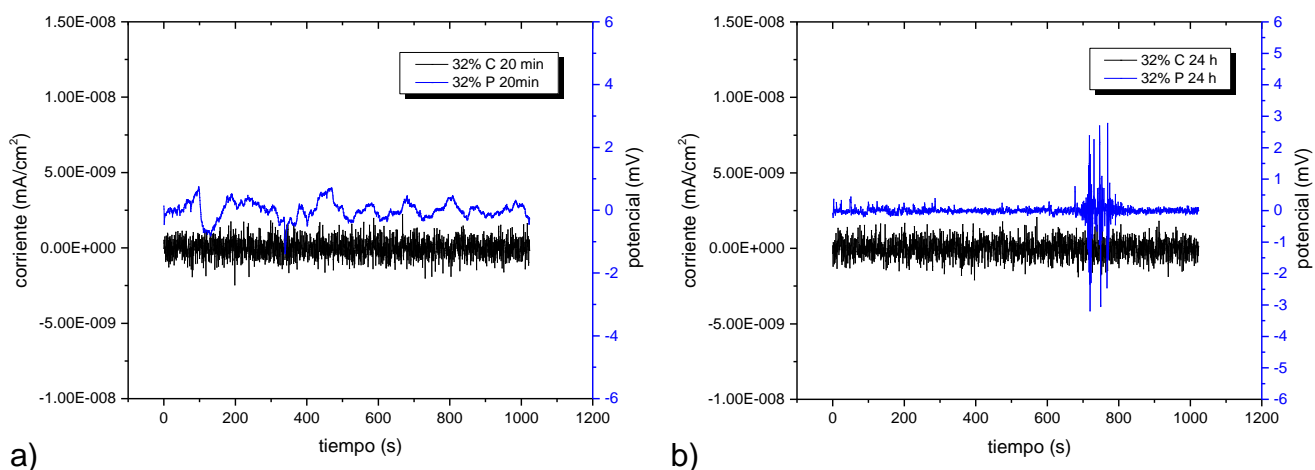 1.50E-008
1.00E-008
5.00E-009
0.00E+000
-5.00E-009
-1.00E-008
corriente (mA/cm²)
32% C 20 min
32% P 20min
6
4
2
0
-2
-4
-6
potencial (mV)
0 200 400 600 800 1000 1200
tiempo (s)
a)
1.50E-008
1.00E-008
5.00E-009
0.00E+000
-5.00E-009
-1.00E-008
corriente (mA/cm²)
32% C 24 h
32% P 24 h
6
5
4
3
2
1
0
-1
-2
-3
-4
-5
-6
potencial (mV)
0 200 400 600 800 1000 1200
tiempo (s)
b)